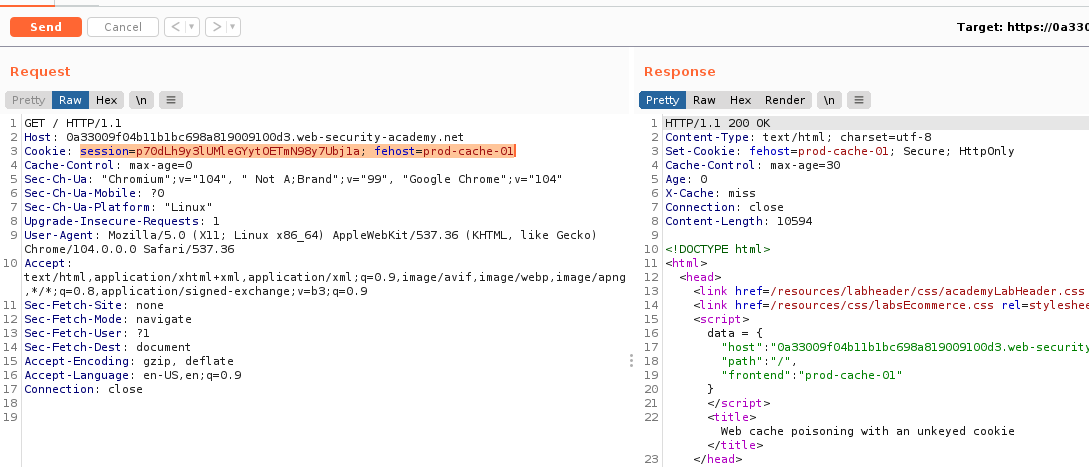 Send
Cancel
Target: https://0a330
Request
Response
Pretty Raw Hex \n
Pretty Raw Hex Render \n
1 GET / HTTP/1.1
2 Host: 0a33009f04b11b1bc698a819009100d3.web-security-academy.net
3 Cookie: session=p70dLh9y3lUMleGYytOETmN98y7Ubj1a; fehost=prod-cache-01
4 Cache-Control: max-age=0
5 Sec-Ch-Ua: "Chromium";v="104", " Not A;Brand";v="99", "Google Chrome";v="104"
6 Sec-Ch-Ua-Mobile: ?0
7 Sec-Ch-Ua-Platform: "Linux"
8 Upgrade-Insecure-Requests: 1
9 User-Agent: Mozilla/5.0 (X11; Linux x86_64) AppleWebKit/537.36 (KHTML, like Gecko)
Chrome/104.0.0.0 Safari/537.36
10 Accept:
text/html,application/xhtml+xml,application/xml;q=0.9,image/avif,image/webp,image/apng
,*/*;q=0.8,application/signed-exchange;v=b3;q=0.9
11 Sec-Fetch-Site: none
12 Sec-Fetch-Mode: navigate
13 Sec-Fetch-User: ?1
14 Sec-Fetch-Dest: document
15 Accept-Encoding: gzip, deflate
16 Accept-Language: en-US,en;q=0.9
17 Connection: close
18
19
1 HTTP/1.1 200 OK
2 Content-Type: text/html; charset=utf-8
3 Set-Cookie: fehost=prod-cache-01; Secure; HttpOnly
4 Cache-Control: max-age=30
5 Age: 0
6 X-Cache: miss
7 Connection: close
8 Content-Length: 10594
9
10 <!DOCTYPE html>
11 <html>
12 <head>
13 <link href=/resources/labheader/css/academyLabHeader.css
14 <link href=/resources/css/labsEcommerce.css rel=styleshee
15 <script>
16 data = {
17 "host":"0a33009f04b11b1bc698a819009100d3.web-security
18 "path":"/",
19 "frontend":"prod-cache-01"
20 }
21 </script>
22 <title>
Web cache poisoning with an unkeyed cookie
</title>
23 </head>